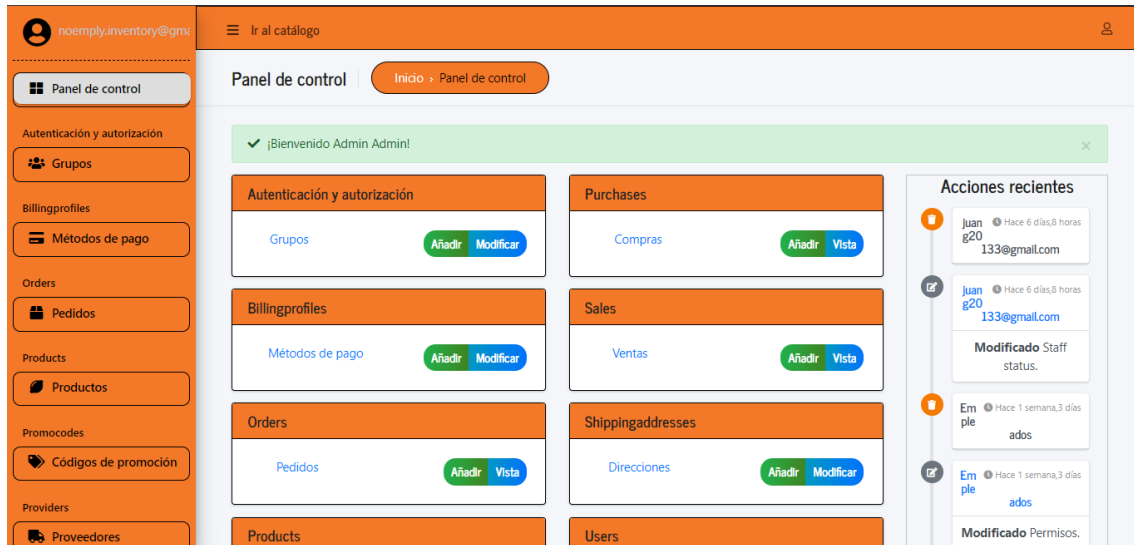 noemply.inventory@gma
Ir al catálogo
Panel de control
Autenticación y autorización
Grupos
Billingprofiles
Métodos de pago
Orders
Pedidos
Products
Productos
Promocodes
Códigos de promoción
Providers
Proveedores
Panel de control
Inicio › Panel de control
¡Bienvenido Admin Admin!
×
Autenticación y autorización
Grupos Añadir Modificar
Purchases
Compras Añadir Vista
Billingprofiles
Métodos de pago Añadir Modificar
Sales
Ventas Añadir Vista
Orders
Pedidos Añadir Vista
Shippingaddresses
Direcciones Añadir Modificar
Products
Users
Acciones recientes
juan Hace 6 días,8 horas
g20
133@gmail.com
juan Hace 6 días,8 horas
g20
133@gmail.com
Modificado Staff
status.
Em Hace 1 semana,3 días
ple
ados
Em Hace 1 semana,3 días
ple
ados
Modificado Permisos.